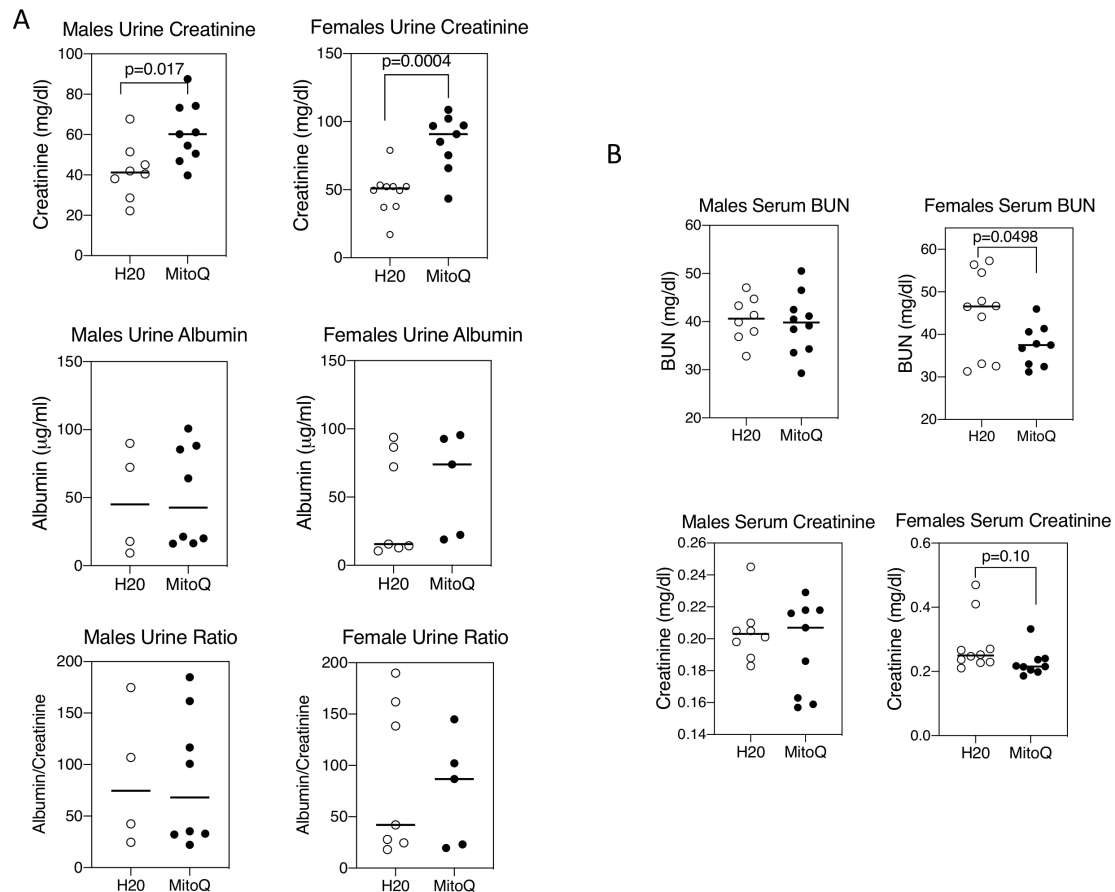 A
Males Urine Creatinine
100
80
60
40
20
0
Creatinine (mg/dl)
p=0.017
H20 MitoQ
Females Urine Creatinine
150
100
50
0
Creatinine (mg/dl)
p=0.0004
H20 MitoQ
Males Urine Albumin
150
100
50
0
Albumin (µg/ml)
H20 MitoQ
Females Urine Albumin
150
100
50
0
Albumin (µg/ml)
H20 MitoQ
Males Urine Ratio
200
150
100
50
0
Albumin/Creatinine
H20 MitoQ
Female Urine Ratio
200
150
100
50
0
Albumin/Creatinine
H20 MitoQ
B
Males Serum BUN
60
50
40
30
20
BUN (mg/dl)
H20 MitoQ
Females Serum BUN
60
50
40
30
20
BUN (mg/dl)
p=0.0498
H20 MitoQ
Males Serum Creatinine
0.26
0.24
0.22
0.20
0.18
0.16
0.14
Creatinine (mg/dl)
H20 MitoQ
Females Serum Creatinine
0.6
0.4
0.2
0.0
Creatinine (mg/dl)
p=0.10
H20 MitoQ